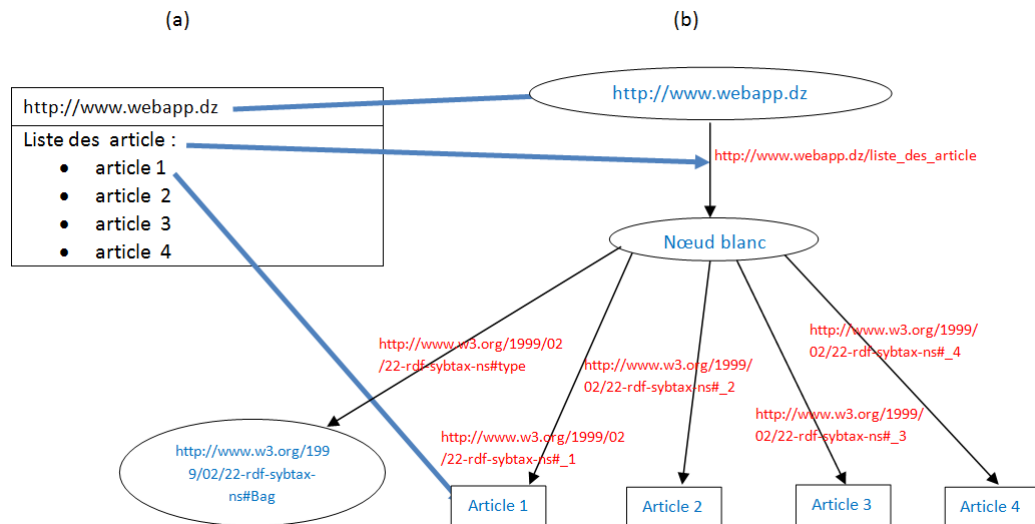 (a)
(b)
http://www.webapp.dz
Liste des article :
• article 1
• article 2
• article 3
• article 4
http://www.webapp.dz
http://www.webapp.dz/liste_des_article
Nœud blanc
http://www.w3.org/1999/02
/22-rdf-sybtax-ns#type
http://www.w3.org/1999/
02/22-rdf-sybtax-ns#_2
http://www.w3.org/1999/
02/22-rdf-sybtax-ns#_4
http://www.w3.org/1999/02
/22-rdf-sybtax-ns#_1
http://www.w3.org/1999/
02/22-rdf-sybtax-ns#_3
http://www.w3.org/199
9/02/22-rdf-sybtax-
ns#Bag
Article 1
Article 2
Article 3
Article 4